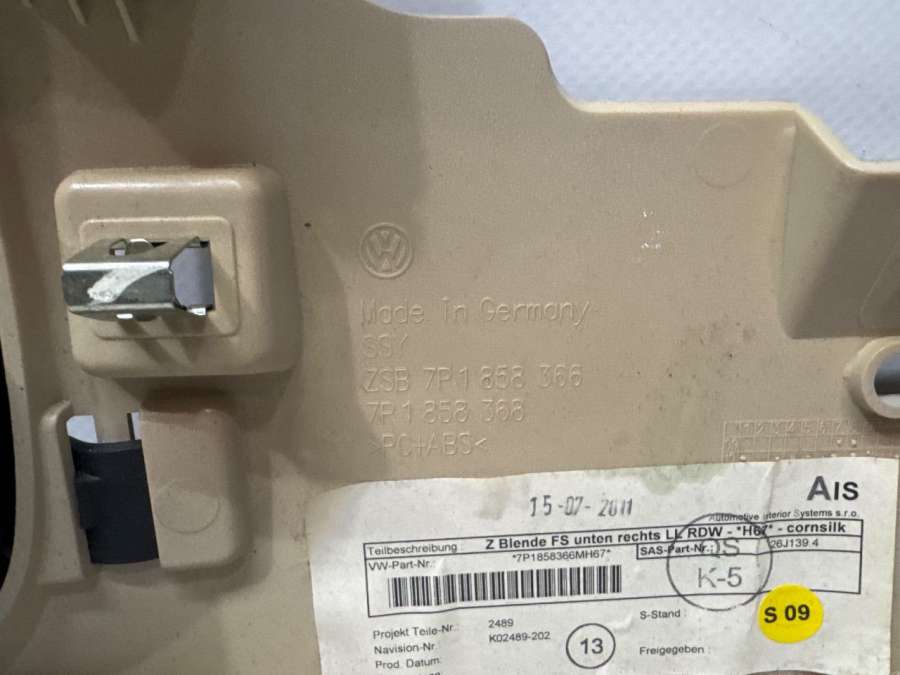 Made In Germany
SSY
ZSB 7P1 858 366
7P1 858 368
>PC+ABS<
15-07-2011
AIS
Automotive Interior Systems s.r.o.
Teilbeschreibung Z Blende FS unten rechts LL RDW - *H67* - cornsilk
VW-Part-Nr.: *7P1858366MH67* SAS-Part-Nr.: 26J139.4
K-5
Projekt Teile-Nr.: 2489 S-Stand : S 09
Navision-Nr. K02489-202 13 Freigegeben :
Prod. Datum: